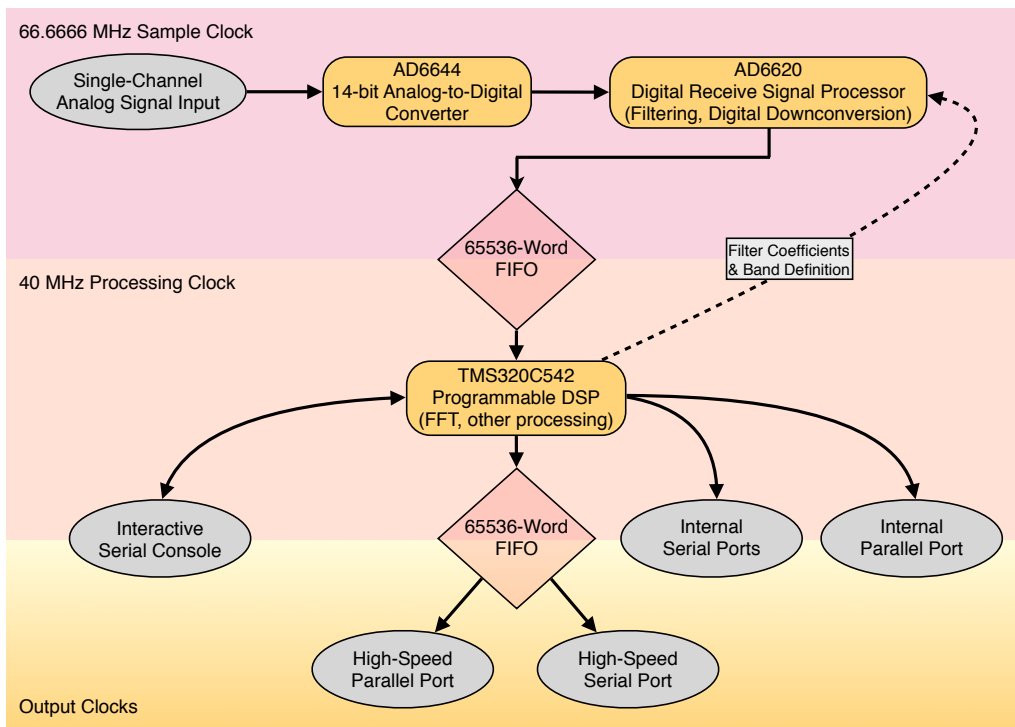 66.6666 MHz Sample Clock
Single-Channel
Analog Signal Input
AD6644
14-bit Analog-to-Digital
Converter
AD6620
Digital Receive Signal Processor
(Filtering, Digital Downconversion)
65536-Word
FIFO
Filter Coefficients
& Band Definition
40 MHz Processing Clock
TMS320C542
Programmable DSP
(FFT, other processing)
Interactive
Serial Console
65536-Word
FIFO
Internal
Serial Ports
Internal
Parallel Port
High-Speed
Parallel Port
High-Speed
Serial Port
Output Clocks